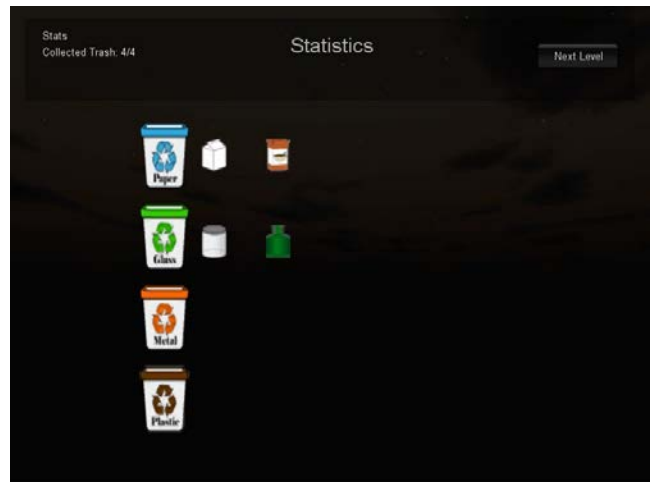 Stats
Collected Trash: 4/4
Statistics
Next Level
Paper
Glass
Metal
Plastic